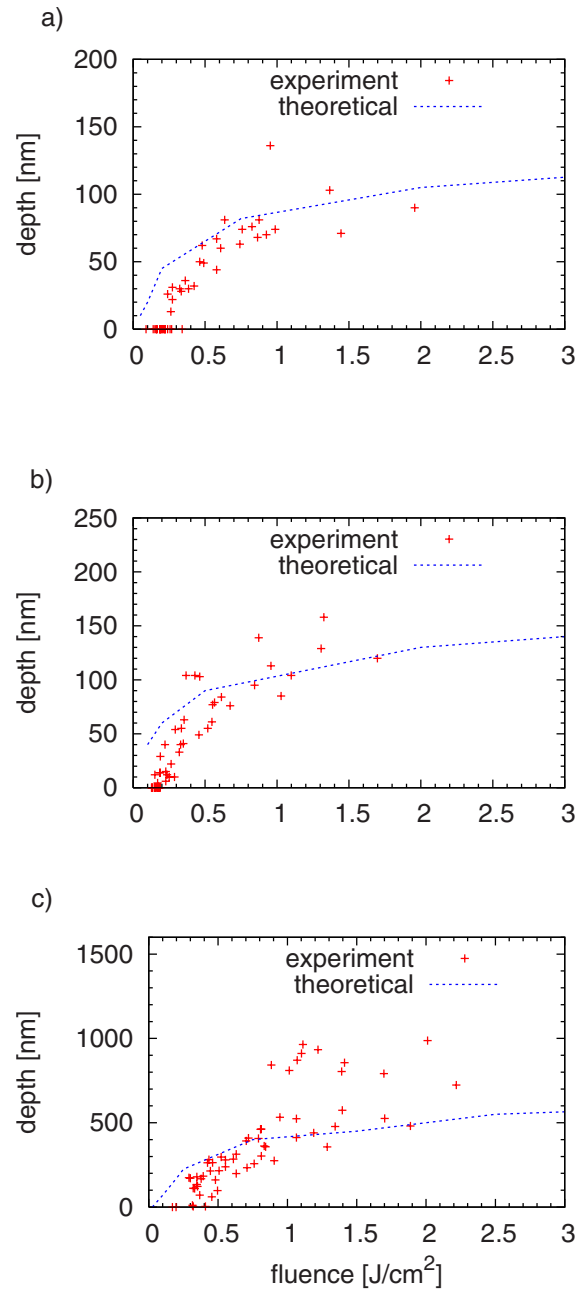 a)
200
150
100
50
0
depth [nm]
experiment
theoretical
0 0.5 1 1.5 2 2.5 3
b)
250
200
150
100
50
0
depth [nm]
experiment
theoretical
0 0.5 1 1.5 2 2.5 3
c)
1500
1000
500
0
depth [nm]
experiment
theoretical
0 0.5 1 1.5 2 2.5 3
fluence [J/cm²]